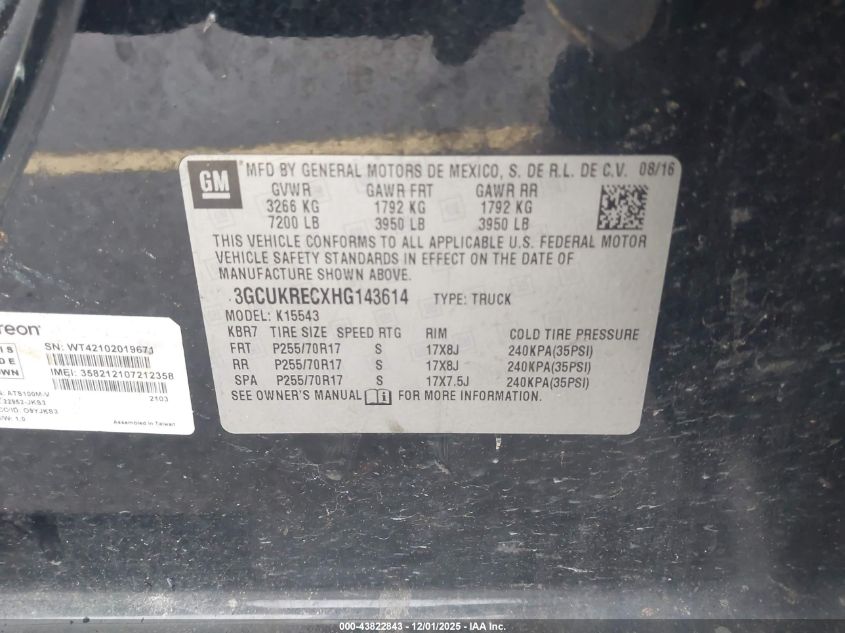 GM
MFD BY GENERAL MOTORS DE MEXICO, S. DE R.L. DE C.V. 08/16
GVWR GAWR FRT GAWR RR
3266 KG 1792 KG 1792 KG
7200 LB 3950 LB 3950 LB
THIS VEHICLE CONFORMS TO ALL APPLICABLE U.S. FEDERAL MOTOR
VEHICLE SAFETY STANDARDS IN EFFECT ON THE DATE OF
MANUFACTURE SHOWN ABOVE.
3GCUKRECXHG143614 TYPE: TRUCK
MODEL: K15543
KBR7 TIRE SIZE SPEED RTG RIM COLD TIRE PRESSURE
FRT P255/70R17 S 17X8J 240KPA(35PSI)
RR P255/70R17 S 17X8J 240KPA(35PSI)
SPA P255/70R17 S 17X7.5J 240KPA(35PSI)
SEE OWNER'S MANUAL FOR MORE INFORMATION.
reon
SN: WT42102019671
IMEI: 358212107212358
ATS100M-V 2103
Assembled in Taiwan
000-43822843 - 12/01/2025 - IAA Inc.